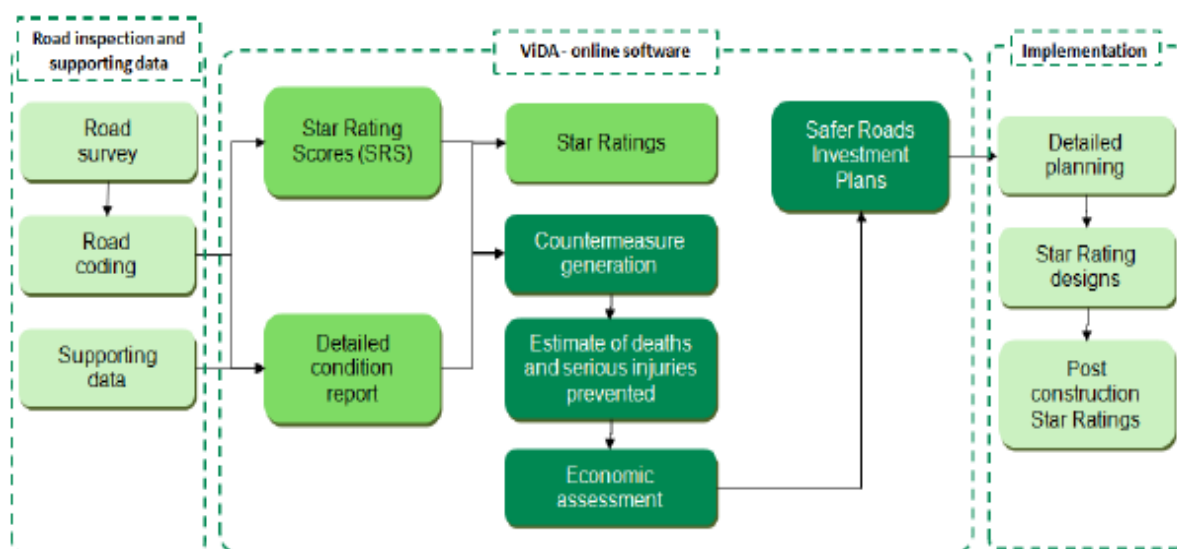 Road inspection and
supporting data
ViDA - online software
Implementation
Road
survey
Road
coding
Supporting
data
Star Rating
Scores (SRS)
Detailed
condition
report
Star Ratings
Countermeasure
generation
Estimate of deaths
and serious injuries
prevented
Economic
assessment
Safer Roads
Investment
Plans
Detailed
planning
Star Rating
designs
Post
construction
Star Ratings